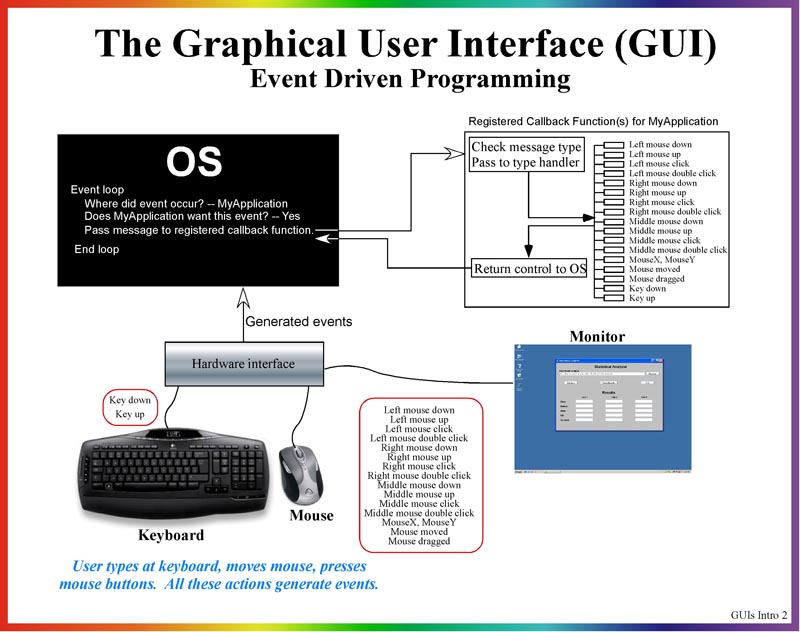 The Graphical User Interface (GUI)
Event Driven Programming
Registered Callback Function(s) for MyApplication
OS
Event loop
Where did event occur? -- MyApplication
Does MyApplication want this event? -- Yes
Pass message to registered callback function.
End loop
Check message type
Pass to type handler
Return control to OS
Left mouse down
Left mouse up
Left mouse click
Left mouse double click
Right mouse down
Right mouse up
Right mouse click
Right mouse double click
Middle mouse down
Middle mouse up
Middle mouse click
Middle mouse double click
MouseX, MouseY
Mouse moved
Mouse dragged
Key down
Key up
Generated events
Hardware interface
Monitor
Statistical Analyzer
Results
Key down
Key up
Keyboard
Mouse
Left mouse down
Left mouse up
Left mouse click
Left mouse double click
Right mouse down
Right mouse up
Right mouse click
Right mouse double click
Middle mouse down
Middle mouse up
Middle mouse click
Middle mouse double click
MouseX, MouseY
Mouse moved
Mouse dragged
User types at keyboard, moves mouse, presses
mouse buttons. All these actions generate events.
GUIs Intro 2